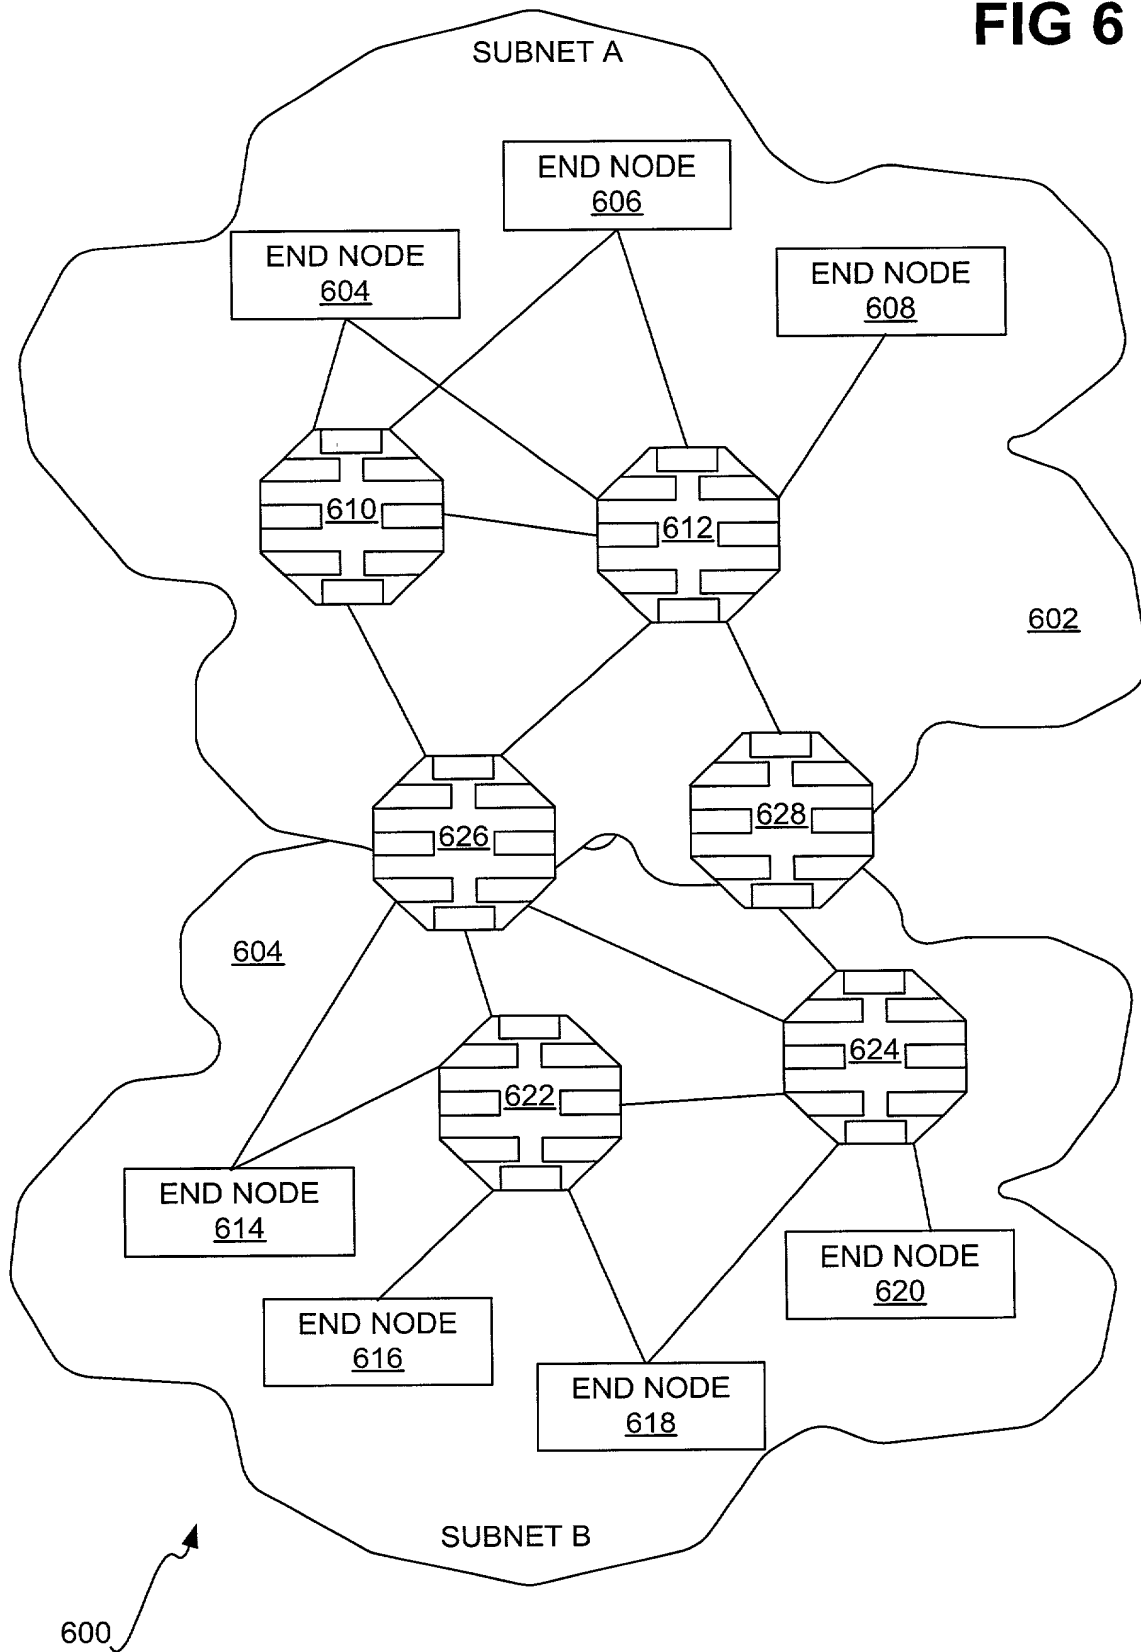 FIG 6
SUBNET A
END NODE
606
END NODE
604
END NODE
608
610
612
602
628
626
604
624
622
END NODE
614
END NODE
620
END NODE
616
END NODE
618
SUBNET B
600